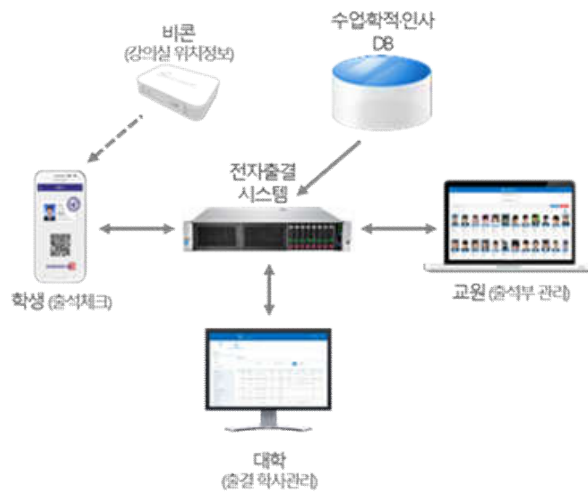 비콘
(강의실 위치정보)
수업·학적·인사
DB
전자출결
시스템
학생 (출석체크)
교원 (출석부 관리)
대학
(출결 학사관리)